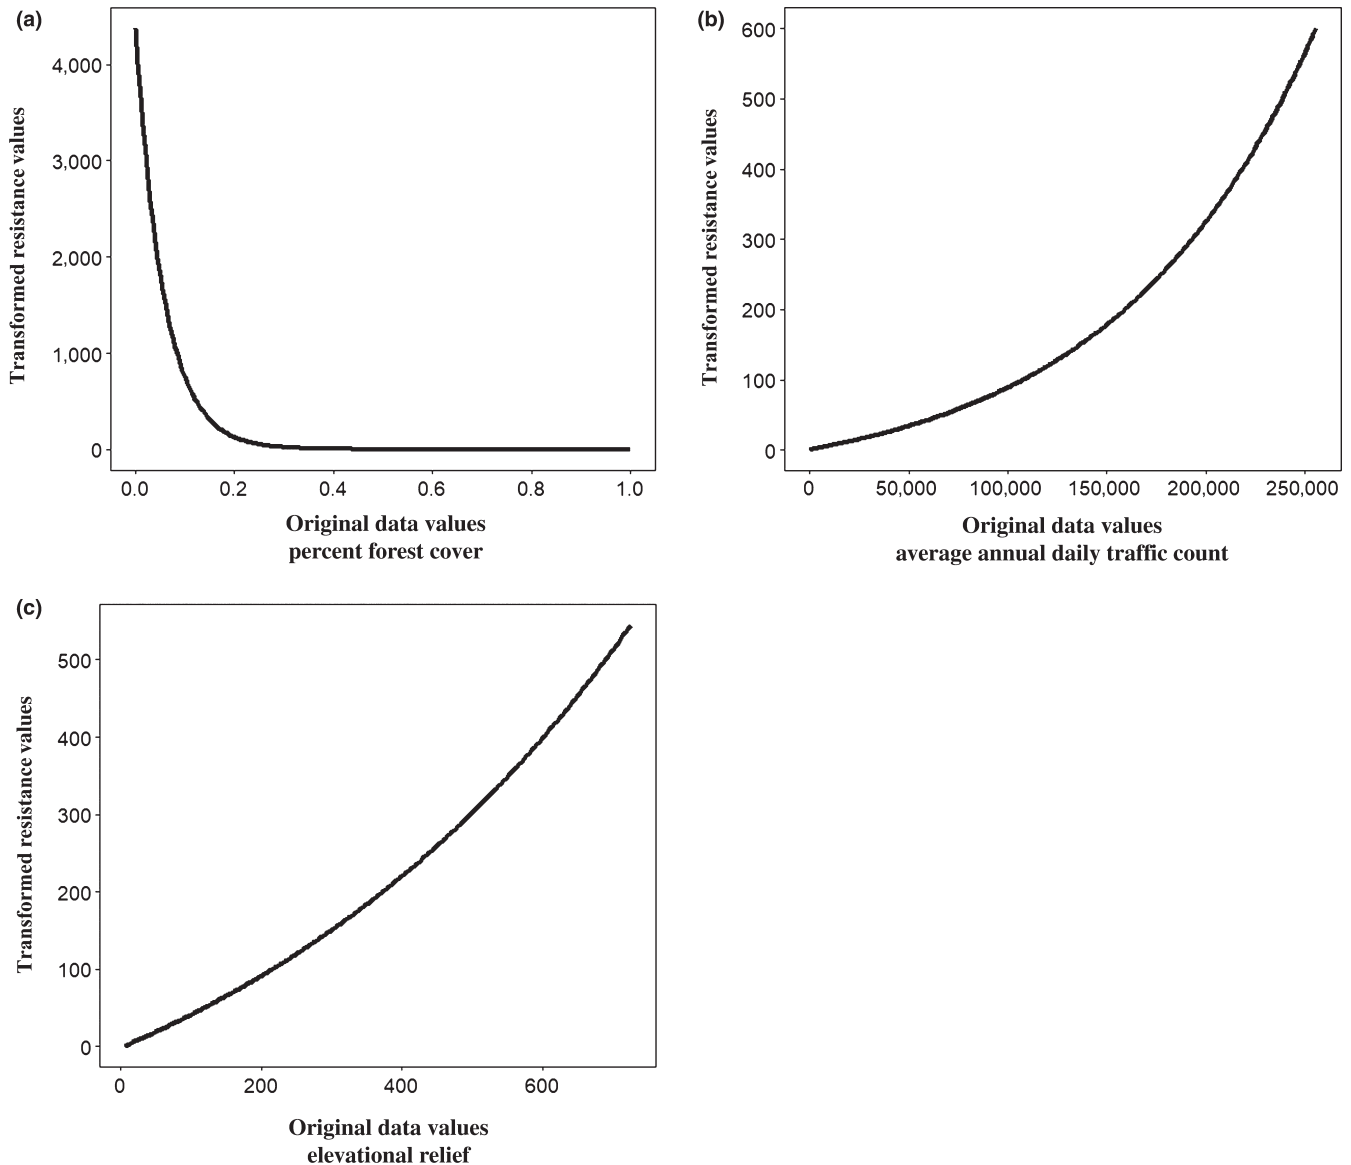 (a)
Transformed resistance values
4,000
3,000
2,000
1,000
0
0.0 0.2 0.4 0.6 0.8 1.0
Original data values
percent forest cover
(b)
Transformed resistance values
600
500
400
300
200
100
0
0 50,000 100,000 150,000 200,000 250,000
Original data values
average annual daily traffic count
(c)
Transformed resistance values
500
400
300
200
100
0
0 200 400 600
Original data values
elevational relief